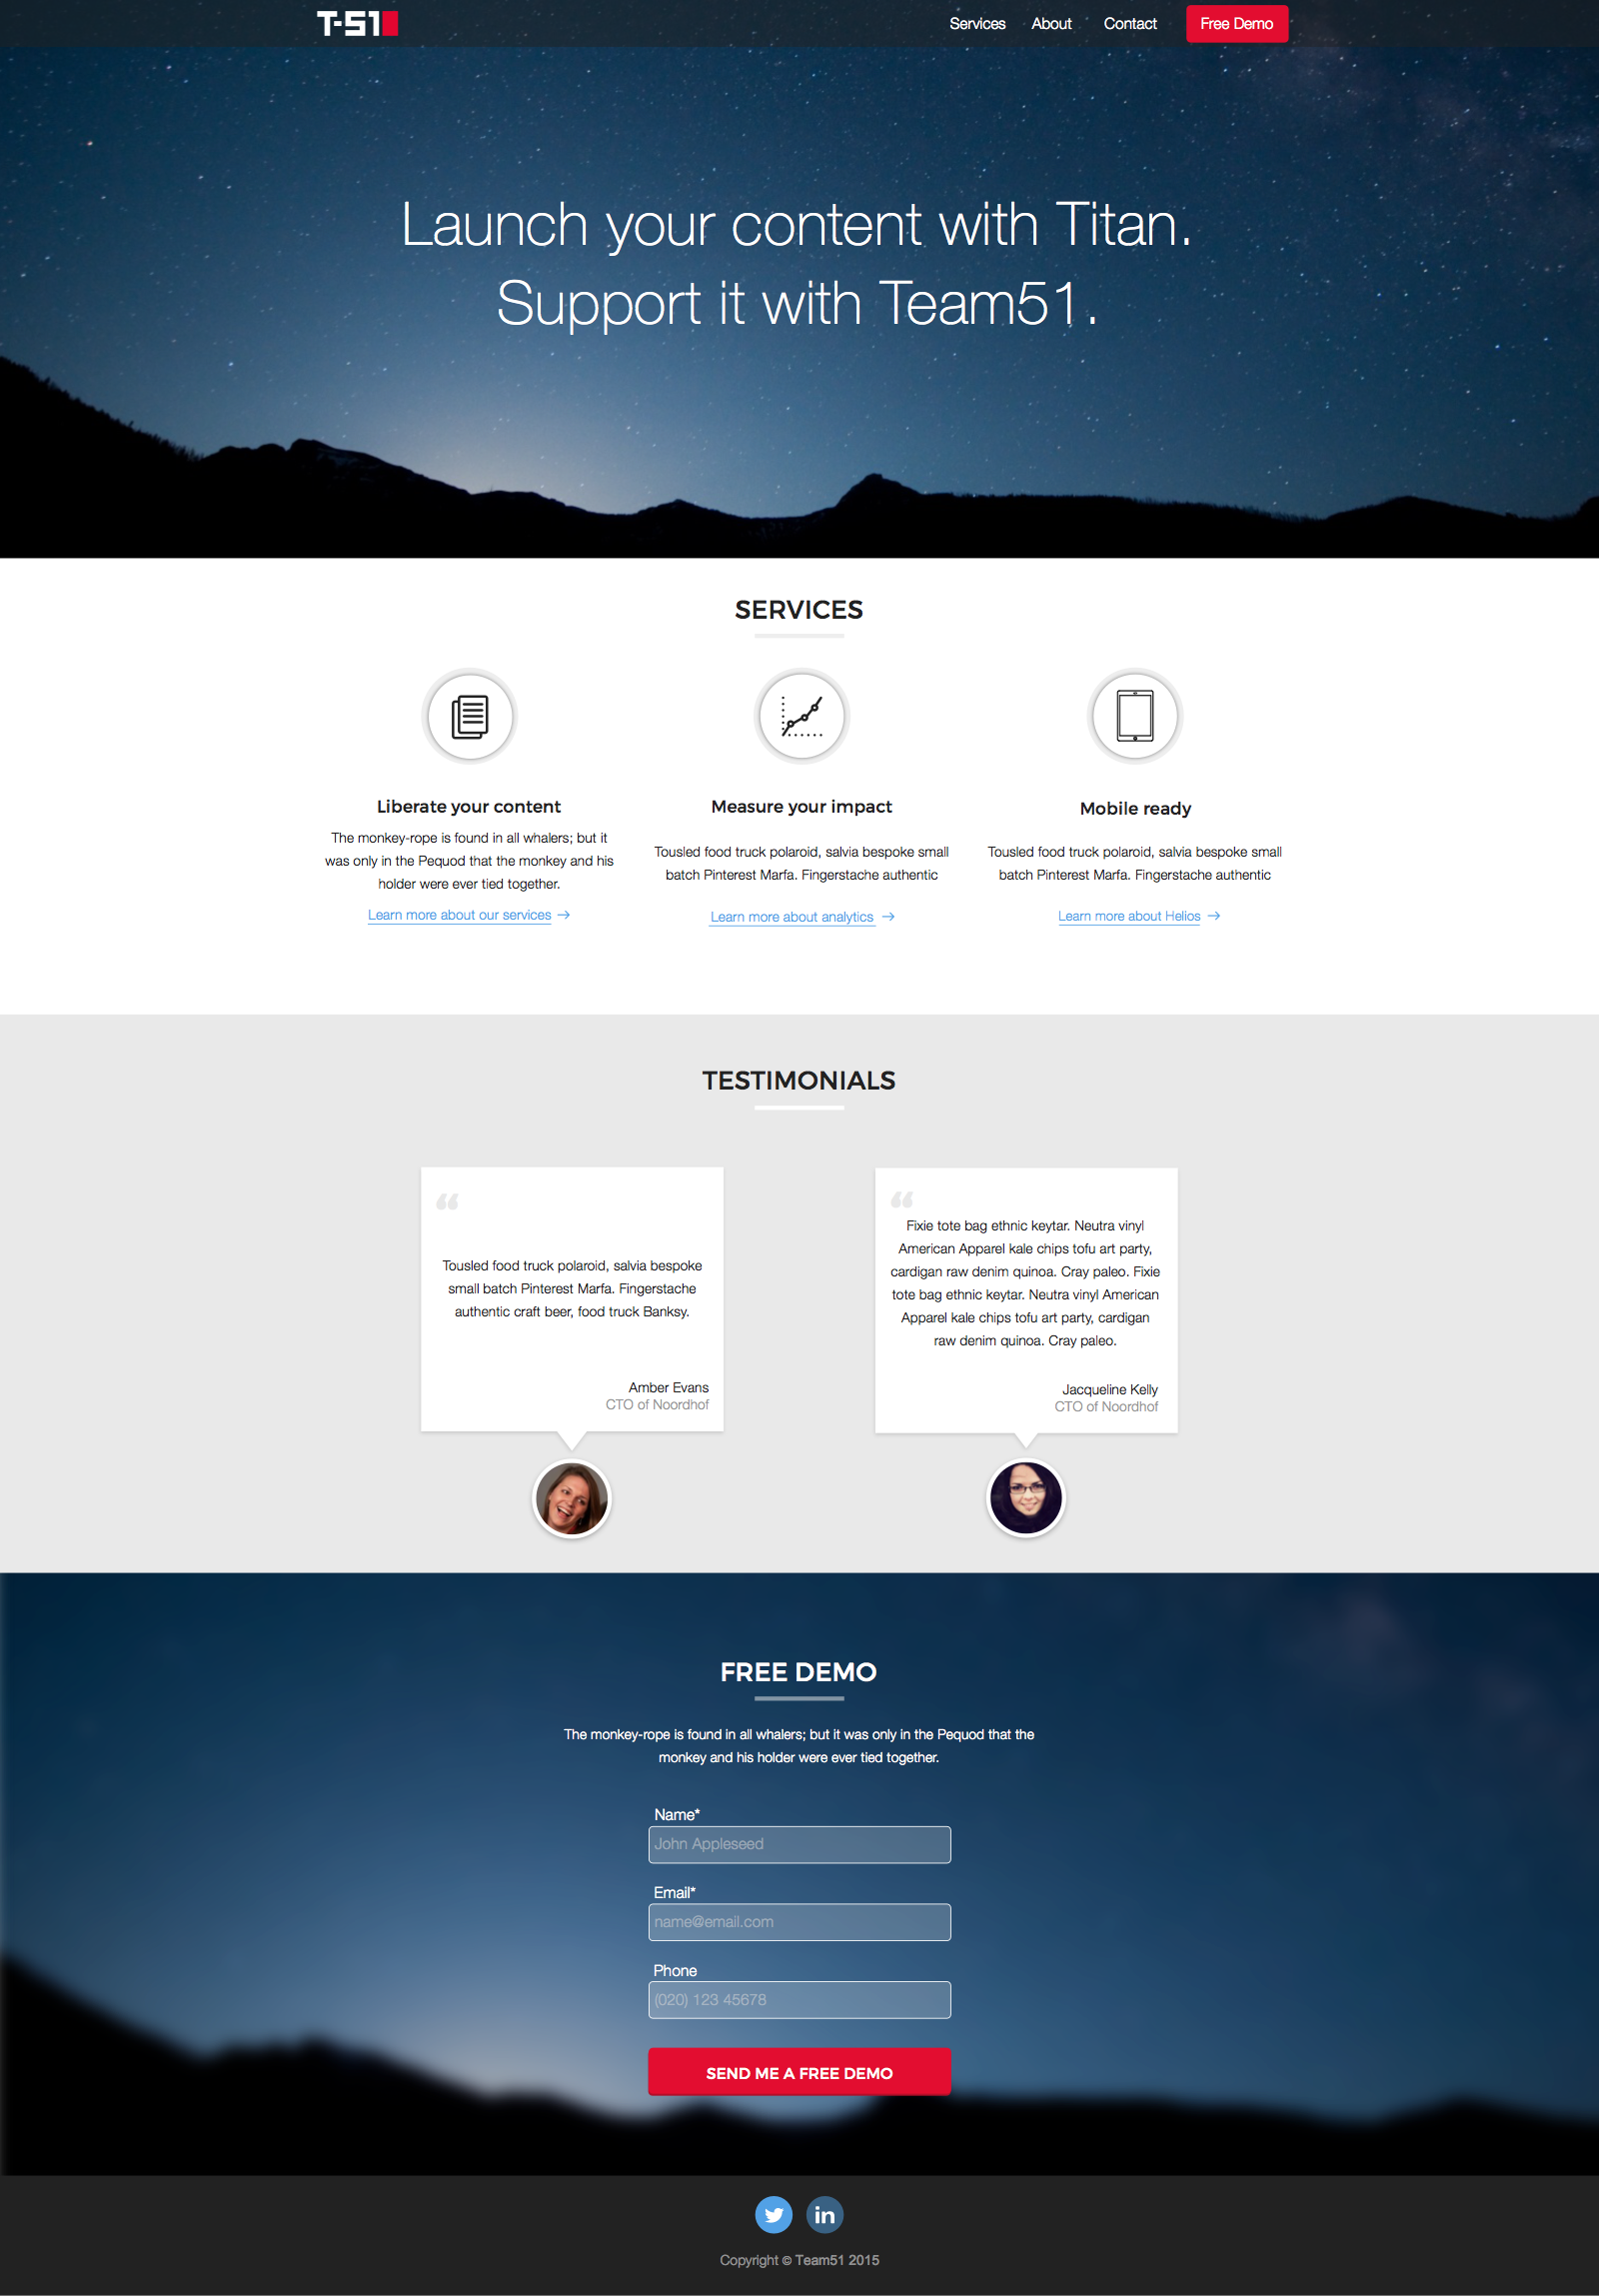 T-51
Services About Contact Free Demo
Launch your content with Titan.
Support it with Team51.
SERVICES
Liberate your content
The monkey-rope is found in all whalers; but it
was only in the Pequod that the monkey and his
holder were ever tied together.
Learn more about our services →
Measure your impact
Tousled food truck polaroid, salvia bespoke small
batch Pinterest Marfa. Fingerstache authentic
Learn more about analytics →
Mobile ready
Tousled food truck polaroid, salvia bespoke small
batch Pinterest Marfa. Fingerstache authentic
Learn more about Helios →
TESTIMONIALS
“
Tousled food truck polaroid, salvia bespoke
small batch Pinterest Marfa. Fingerstache
authentic craft beer, food truck Banksy.
Amber Evans
CTO of Noordhof
“
Fixie tote bag ethnic keytar. Neutra vinyl
American Apparel kale chips tofu art party,
cardigan raw denim quinoa. Cray paleo. Fixie
tote bag ethnic keytar. Neutra vinyl American
Apparel kale chips tofu art party, cardigan
raw denim quinoa. Cray paleo.
Jacqueline Kelly
CTO of Noordhof
FREE DEMO
The monkey-rope is found in all whalers; but it was only in the Pequod that the
monkey and his holder were ever tied together.
Name*
John Appleseed
Email*
name@email.com
Phone
(020) 123 45678
SEND ME A FREE DEMO
in
Copyright © Team51 2015